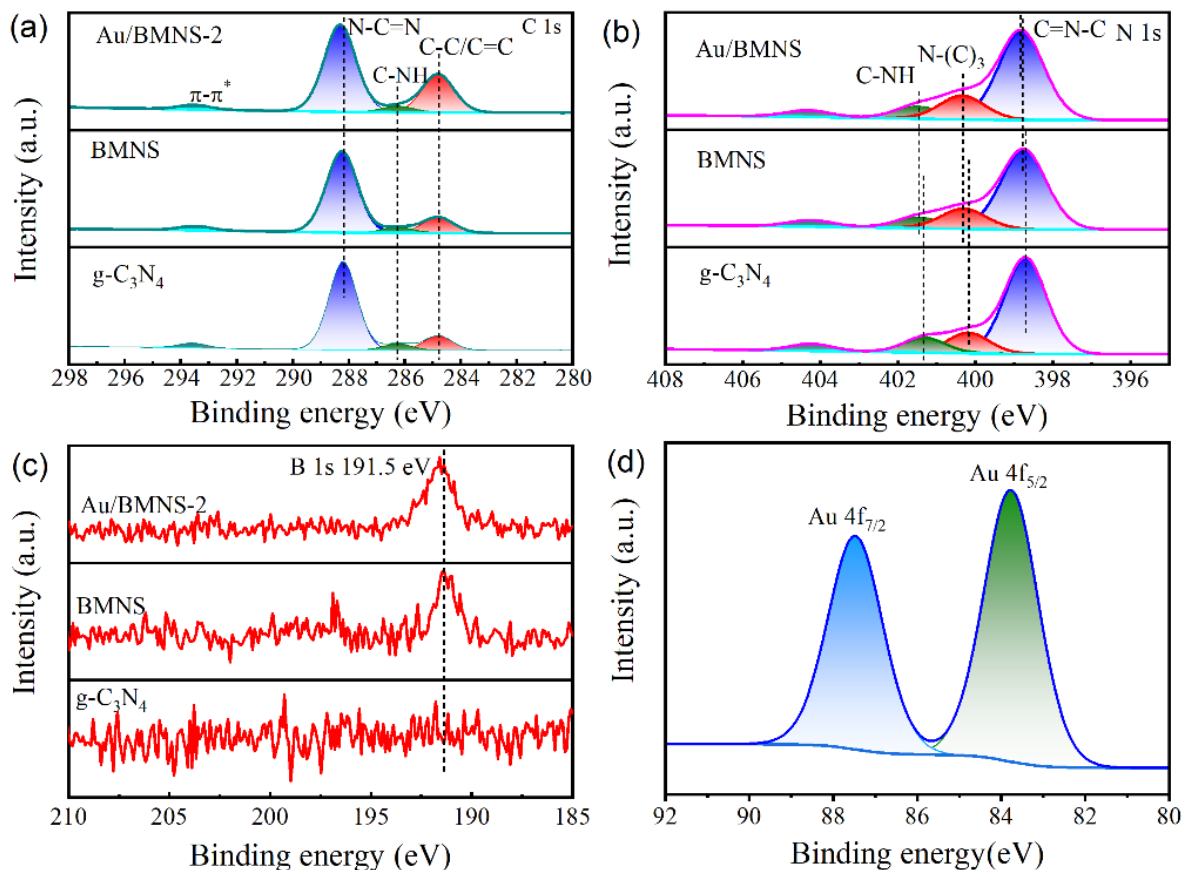 (a)
Au/BMNS-2
N-C=N
C 1s
C-C/C=C
C-NH
π-π*
BMNS
g-C₃N₄
Intensity (a.u.)
298 296 294 292 290 288 286 284 282 280
Binding energy (eV)
(b)
Au/BMNS
C=N-C N 1s
N-(C)₃
C-NH
BMNS
g-C₃N₄
Intensity (a.u.)
408 406 404 402 400 398 396
Binding energy (eV)
(c)
B 1s 191.5 eV
Au/BMNS-2
BMNS
g-C₃N₄
Intensity (a.u.)
210 205 200 195 190 185
Binding energy (eV)
(d)
Au 4f₅/₂
Au 4f₇/₂
Intensity (a.u.)
92 90 88 86 84 82 80
Binding energy(eV)